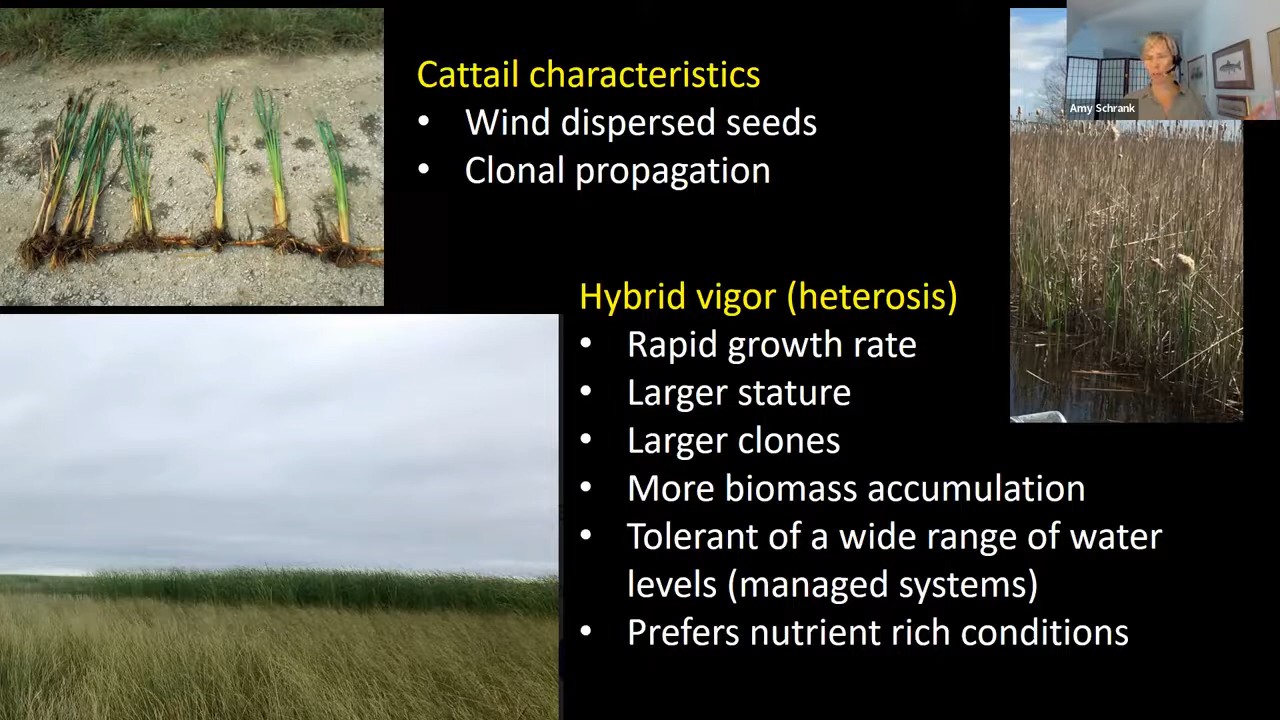 Cattail characteristics
• Wind dispersed seeds
• Clonal propagation
Amy Schrank
Hybrid vigor (heterosis)
• Rapid growth rate
• Larger stature
• Larger clones
• More biomass accumulation
• Tolerant of a wide range of water
levels (managed systems)
• Prefers nutrient rich conditions